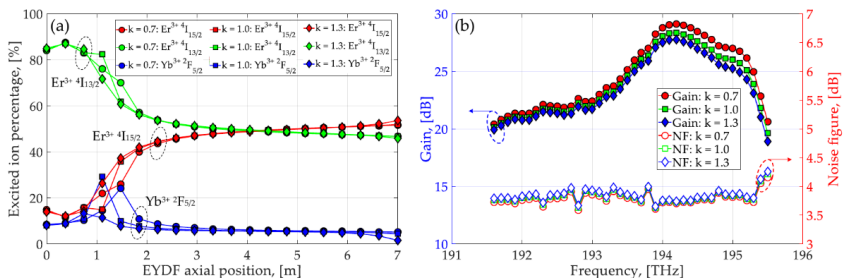 (a)
k = 0.7: Er³⁺ ⁴I₁₅/₂
k = 1.0: Er³⁺ ⁴I₁₅/₂
k = 1.3: Er³⁺ ⁴I₁₅/₂
k = 0.7: Er³⁺ ⁴I₁₃/₂
k = 1.0: Er³⁺ ⁴I₁₃/₂
k = 1.3: Er³⁺ ⁴I₁₃/₂
k = 0.7: Yb³⁺ ²F₅/₂
k = 1.0: Yb³⁺ ²F₅/₂
k = 1.3: Yb³⁺ ²F₅/₂
Er³⁺ ⁴I₁₃/₂
Er³⁺ ⁴I₁₅/₂
Yb³⁺ ²F₅/₂
Excited ion percentage, [%]
100
80
60
40
20
0
0 1 2 3 4 5 6 7
EYDF axial position, [m]
(b)
Gain, [dB]
30
25
20
15
10
Gain: k = 0.7
Gain: k = 1.0
Gain: k = 1.3
NF: k = 0.7
NF: k = 1.0
NF: k = 1.3
7
6.5
6
5.5
5
4.5
4
3.5
3
Noise figure, [dB]
191 192 193 194 195 196
Frequency, [THz]